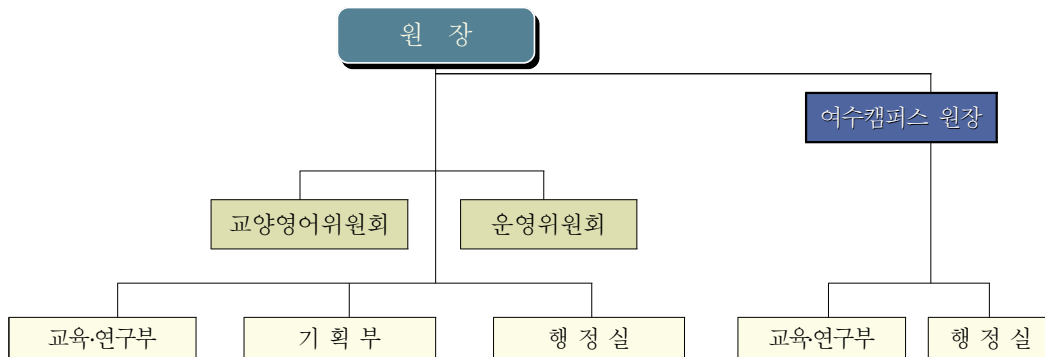 원 장
여수캠퍼스 원장
교양영어위원회
운영위원회
교육·연구부
기 획 부
행 정 실
교육·연구부
행 정 실